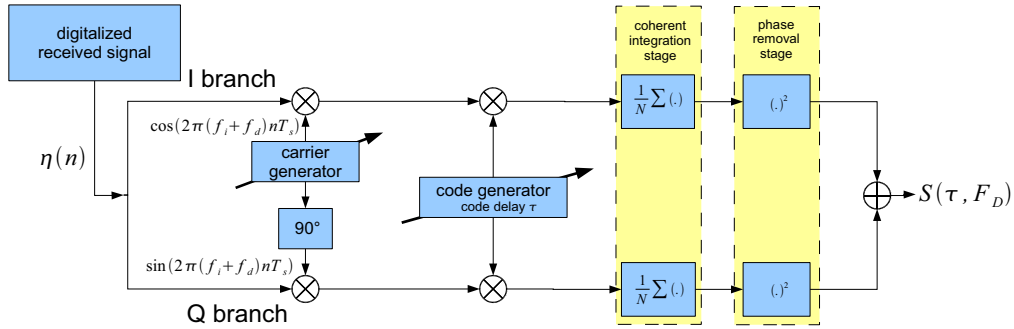 digitalized
received signal
coherent
integration
stage
phase
removal
stage
I branch
1/N ∑ (.)
(.)²
cos(2π(f_i+f_d)nT_s)
η(n)
carrier
generator
code generator
code delay τ
S(τ,F_D)
90°
sin(2π(f_i+f_d)nT_s)
1/N ∑ (.)
(.)²
Q branch